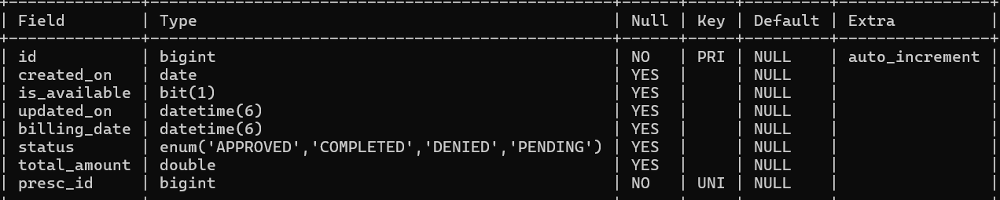 | Field | Type | Null | Key | Default | Extra |
| id | bigint | NO | PRI | NULL | auto_increment |
| created_on | date | YES | | NULL | |
| is_available | bit(1) | YES | | NULL | |
| updated_on | datetime(6) | YES | | NULL | |
| billing_date | datetime(6) | YES | | NULL | |
| status | enum('APPROVED','COMPLETED','DENIED','PENDING') | YES | | NULL | |
| total_amount | double | YES | | NULL | |
| presc_id | bigint | NO | UNI | NULL | |